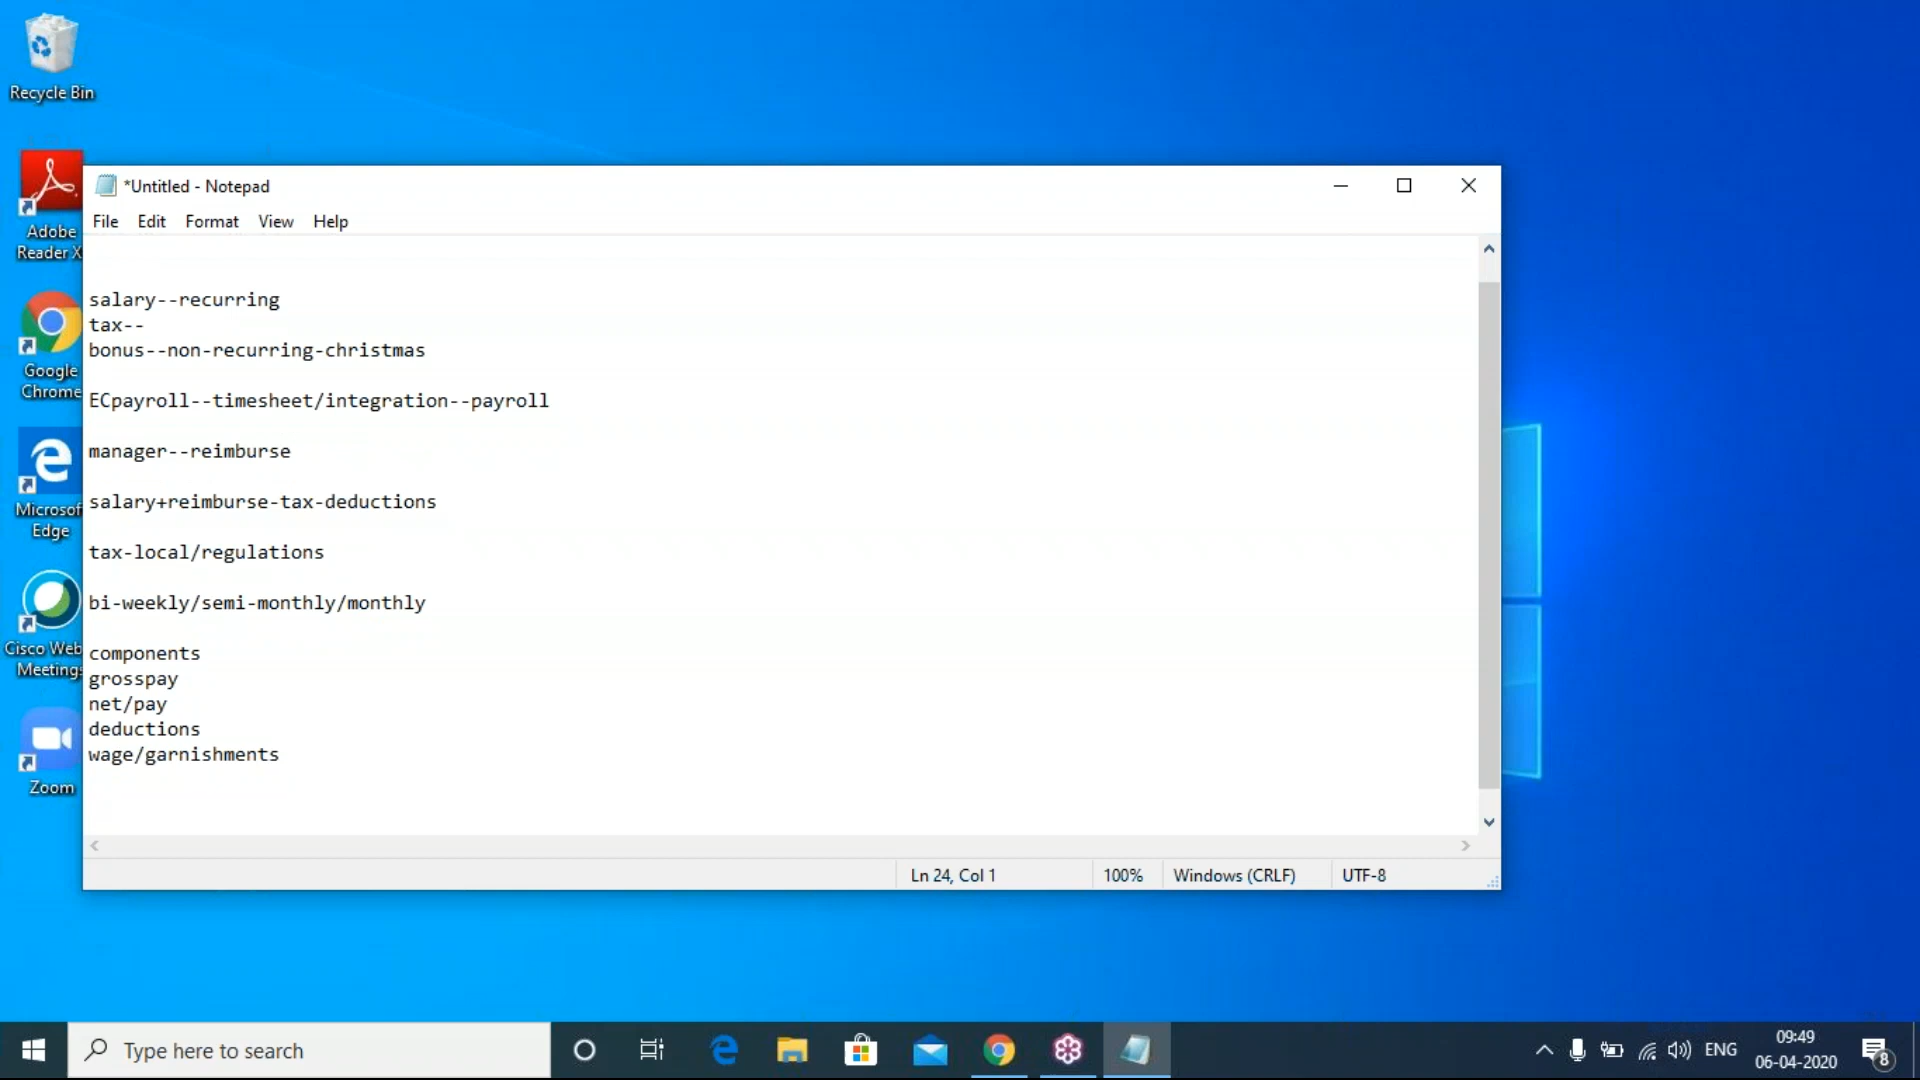 Recycle Bin
Adobe
Reader X
Google
Chrome
Microsof
Edge
Cisco Web
Meetings
Zoom
*Untitled - Notepad
File Edit Format View Help
salary--recurring
tax--
bonus--non-recurring-christmas
ECpayroll--timesheet/integration--payroll
manager--reimburse
salary+reimburse-tax-deductions
tax-local/regulations
bi-weekly/semi-monthly/monthly
components
grosspay
net/pay
deductions
wage/garnishments
Ln 24, Col 1 100% Windows (CRLF) UTF-8
Type here to search
ENG
09:49
06-04-2020
8